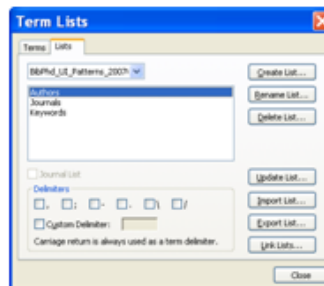 Term Lists
Terms Lists
BibPhd_UI_Patterns_2007
Create List...
Authors
Rename List...
Journals
Keywords
Delete List...
Journal List
Update List...
Delimiters
, ; - . \ /
Import List...
Custom Delimiter:
Export List...
Carriage return is always used as a term delimiter.
Link Lists...
Close